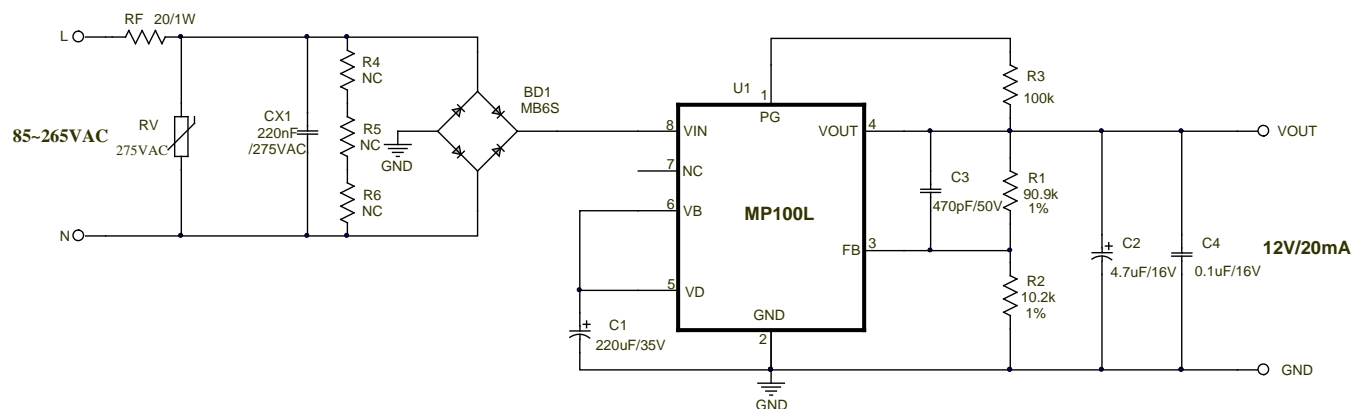 RF 20/1W
L
R4
NC
BD1
MB6S
U1
1
PG
R3
100k
85~265VAC
RV
275VAC
CX1
220nF
/275VAC
R5
NC
GND
8
VIN
VOUT
4
VOUT
7
NC
R6
NC
MP100L
C3
470pF/50V
R1
90.9k
1%
6
VB
N
FB
3
C2
4.7uF/16V
C4
0.1uF/16V
12V/20mA
5
VD
R2
10.2k
1%
GND
2
C1
220uF/35V
GND
GND